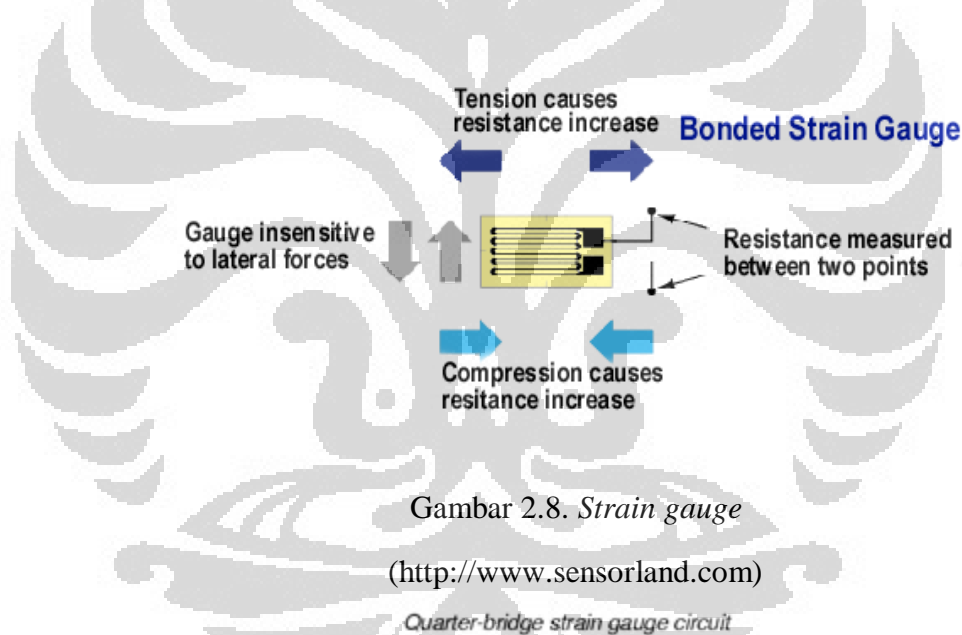 Tension causes
resistance increase
Bonded Strain Gauge
Gauge insensitive
to lateral forces
Resistance measured
between two points
Compression causes
resitance increase
Gambar 2.8. Strain gauge
(http://www.sensorland.com)
Quarter-bridge strain gauge circuit